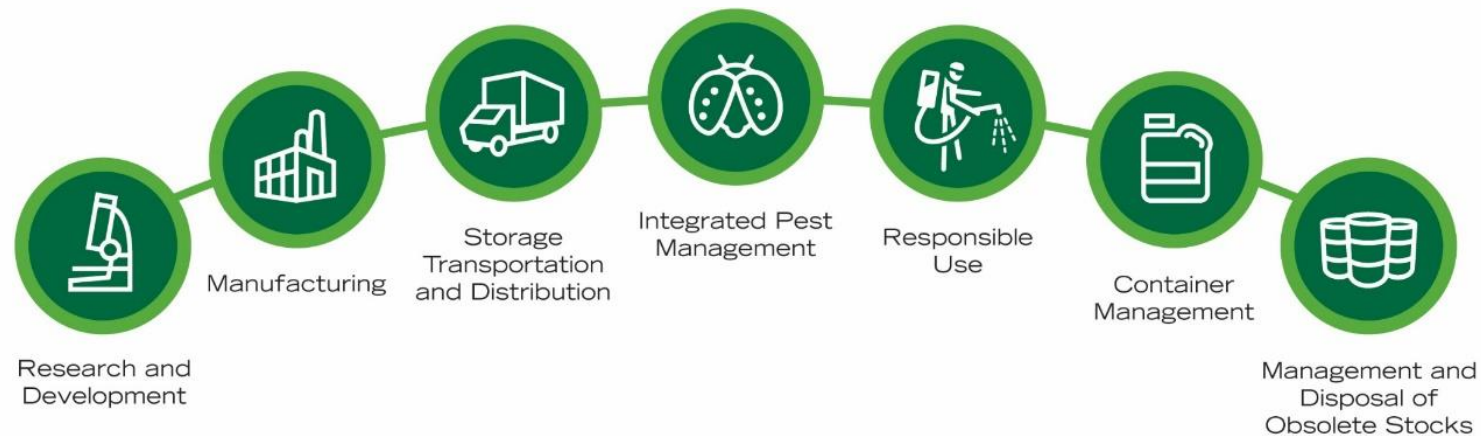 Research and
Development
Manufacturing
Storage
Transportation
and Distribution
Integrated Pest
Management
Responsible
Use
Container
Management
Management and
Disposal of
Obsolete Stocks